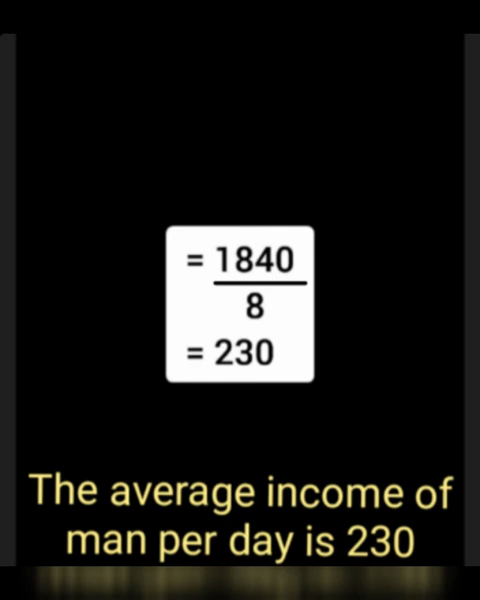 = 1840
8
= 230
The average income of
man per day is 230